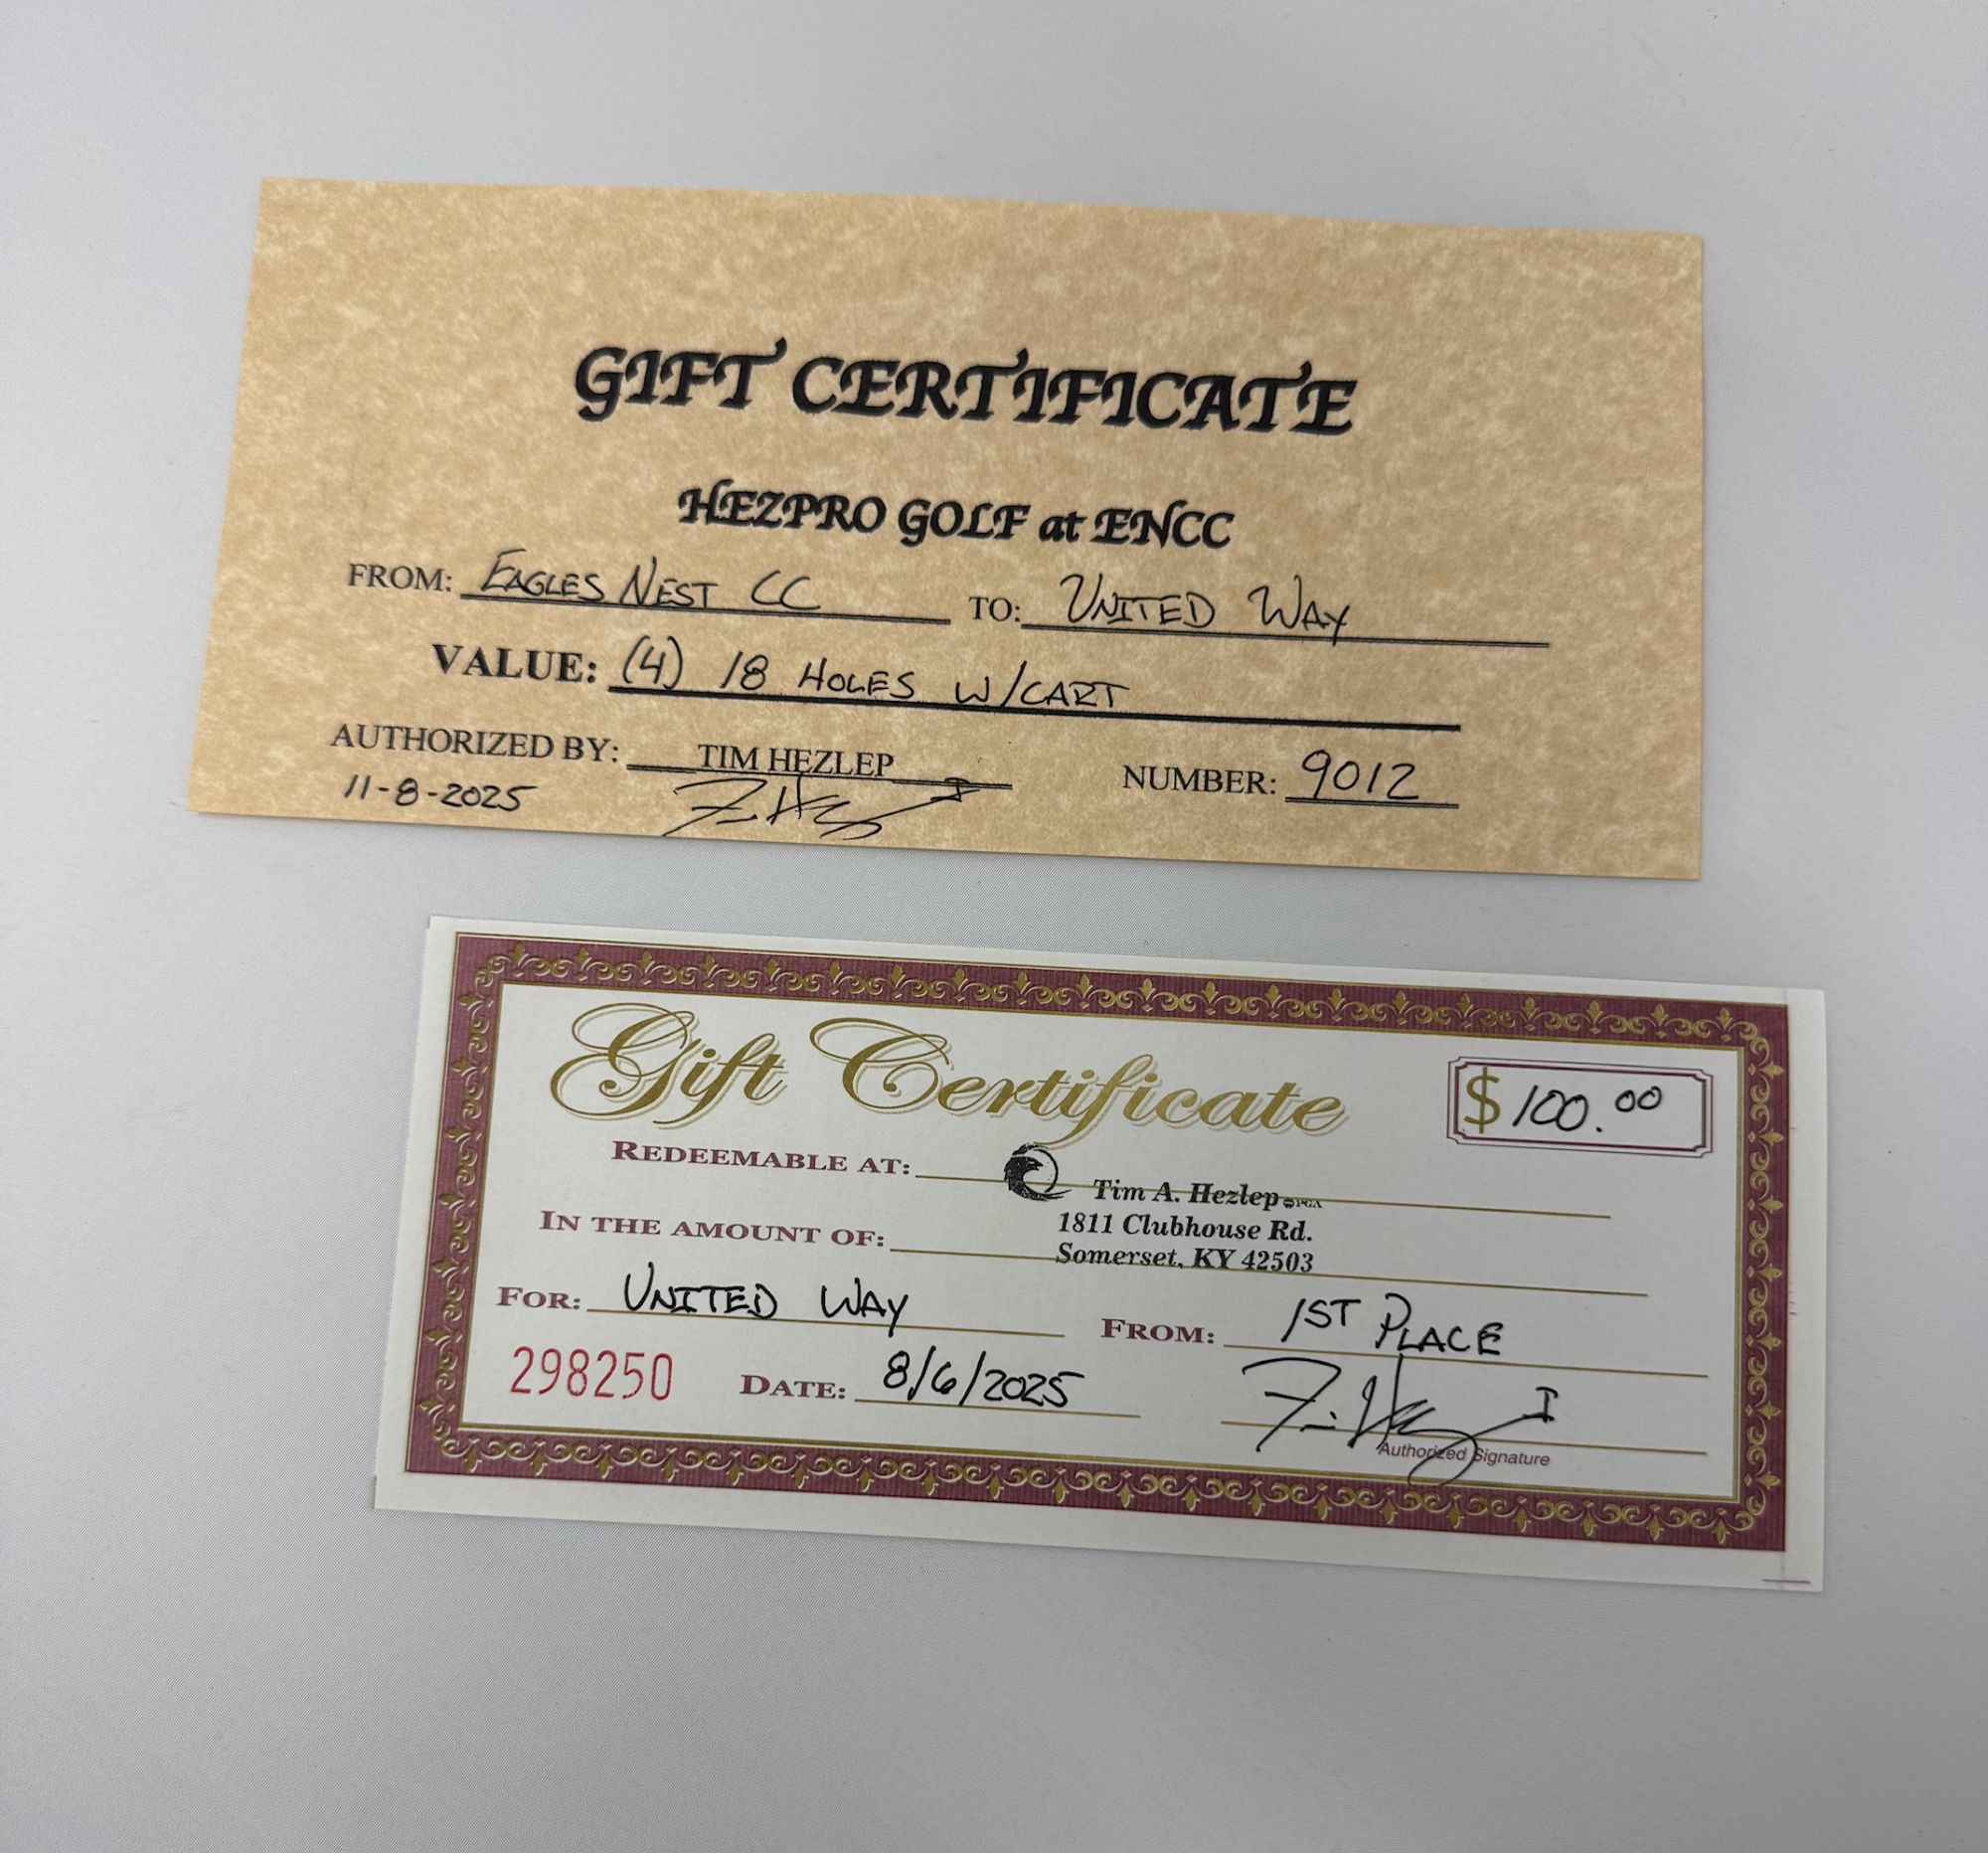 GIFT CERTIFICATE
HEZPRO GOLF at ENCC
FROM: EAGLES NEST CC TO: UNITED WAY
VALUE: (4) 18 HOLES W/CART
AUTHORIZED BY: TIM HEZLEP NUMBER: 9012
11-8-2025
Gift Certificate $100.00
REDEEMABLE AT: Tim A. Hezlep PGA
1811 Clubhouse Rd.
IN THE AMOUNT OF:
Somerset, KY 42503
FOR: UNITED WAY FROM: 1ST PLACE
298250 DATE: 8/6/2025
Authorized Signature